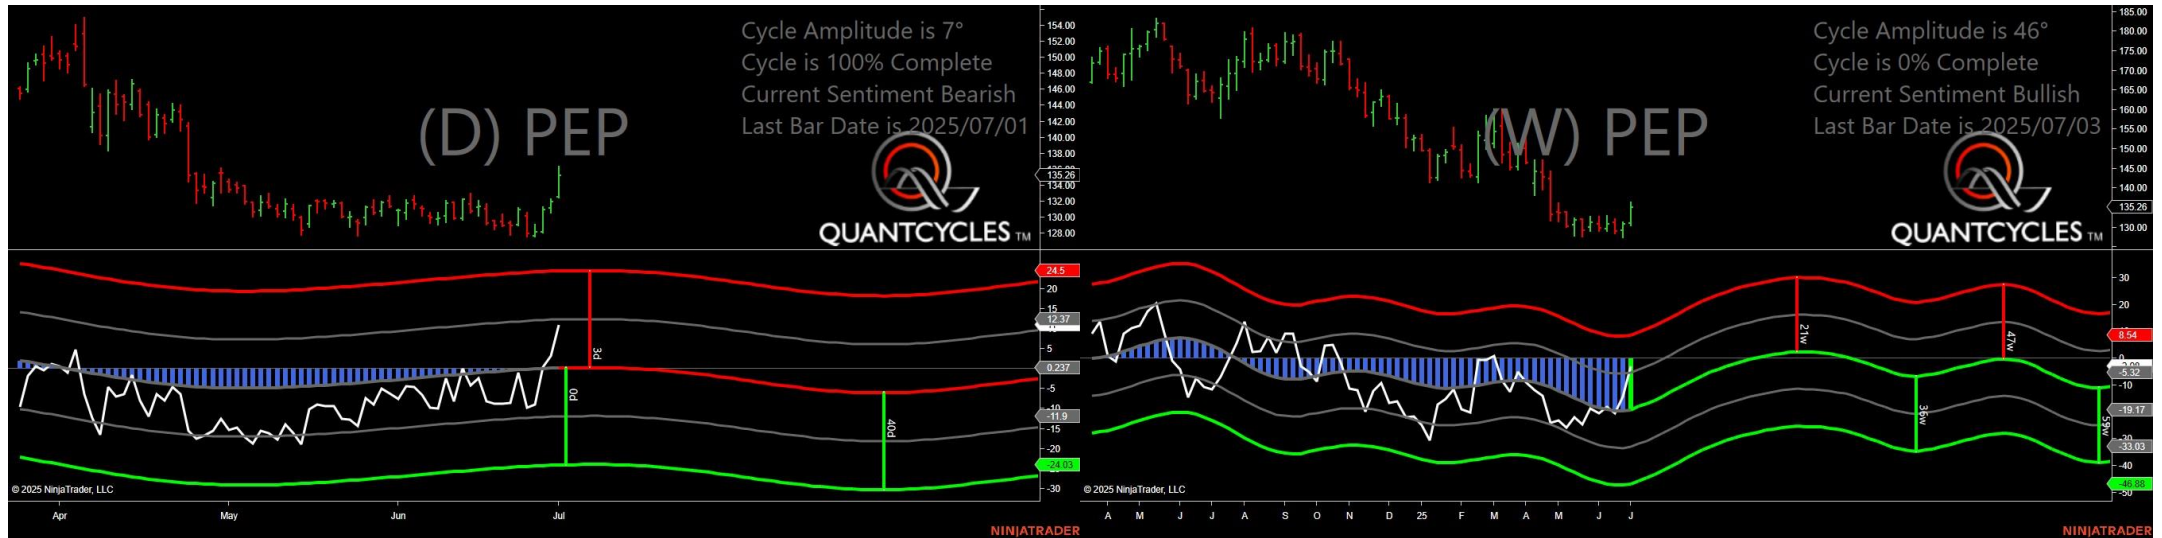 Cycle Amplitude is 7°
Cycle is 100% Complete
Current Sentiment Bearish
Last Bar Date is 2025/07/01
(D) PEP
QUANTCYCLES TM
154.00
152.00
150.00
148.00
146.00
144.00
142.00
140.00
138.00
135.26
134.00
132.00
130.00
128.00
24.5
20
15
12.37
5
0.237
-5
-11.9
-15
-20
-24.03
-30
3d
0d
40d
© 2025 NinjaTrader, LLC
Apr
May
Jun
Jul
NINJATRADER
Cycle Amplitude is 46°
Cycle is 0% Complete
Current Sentiment Bullish
Last Bar Date is 2025/07/03
(W) PEP
QUANTCYCLES TM
185.00
180.00
175.00
170.00
165.00
160.00
155.00
150.00
145.00
140.00
135.26
130.00
30
20
8.54
0
-5.32
-10
-19.17
-33.03
-40
-46.88
-50
21w
47w
36w
59w
© 2025 NinjaTrader, LLC
A M J J A S O N D 25 F M A M J J
NINJATRADER